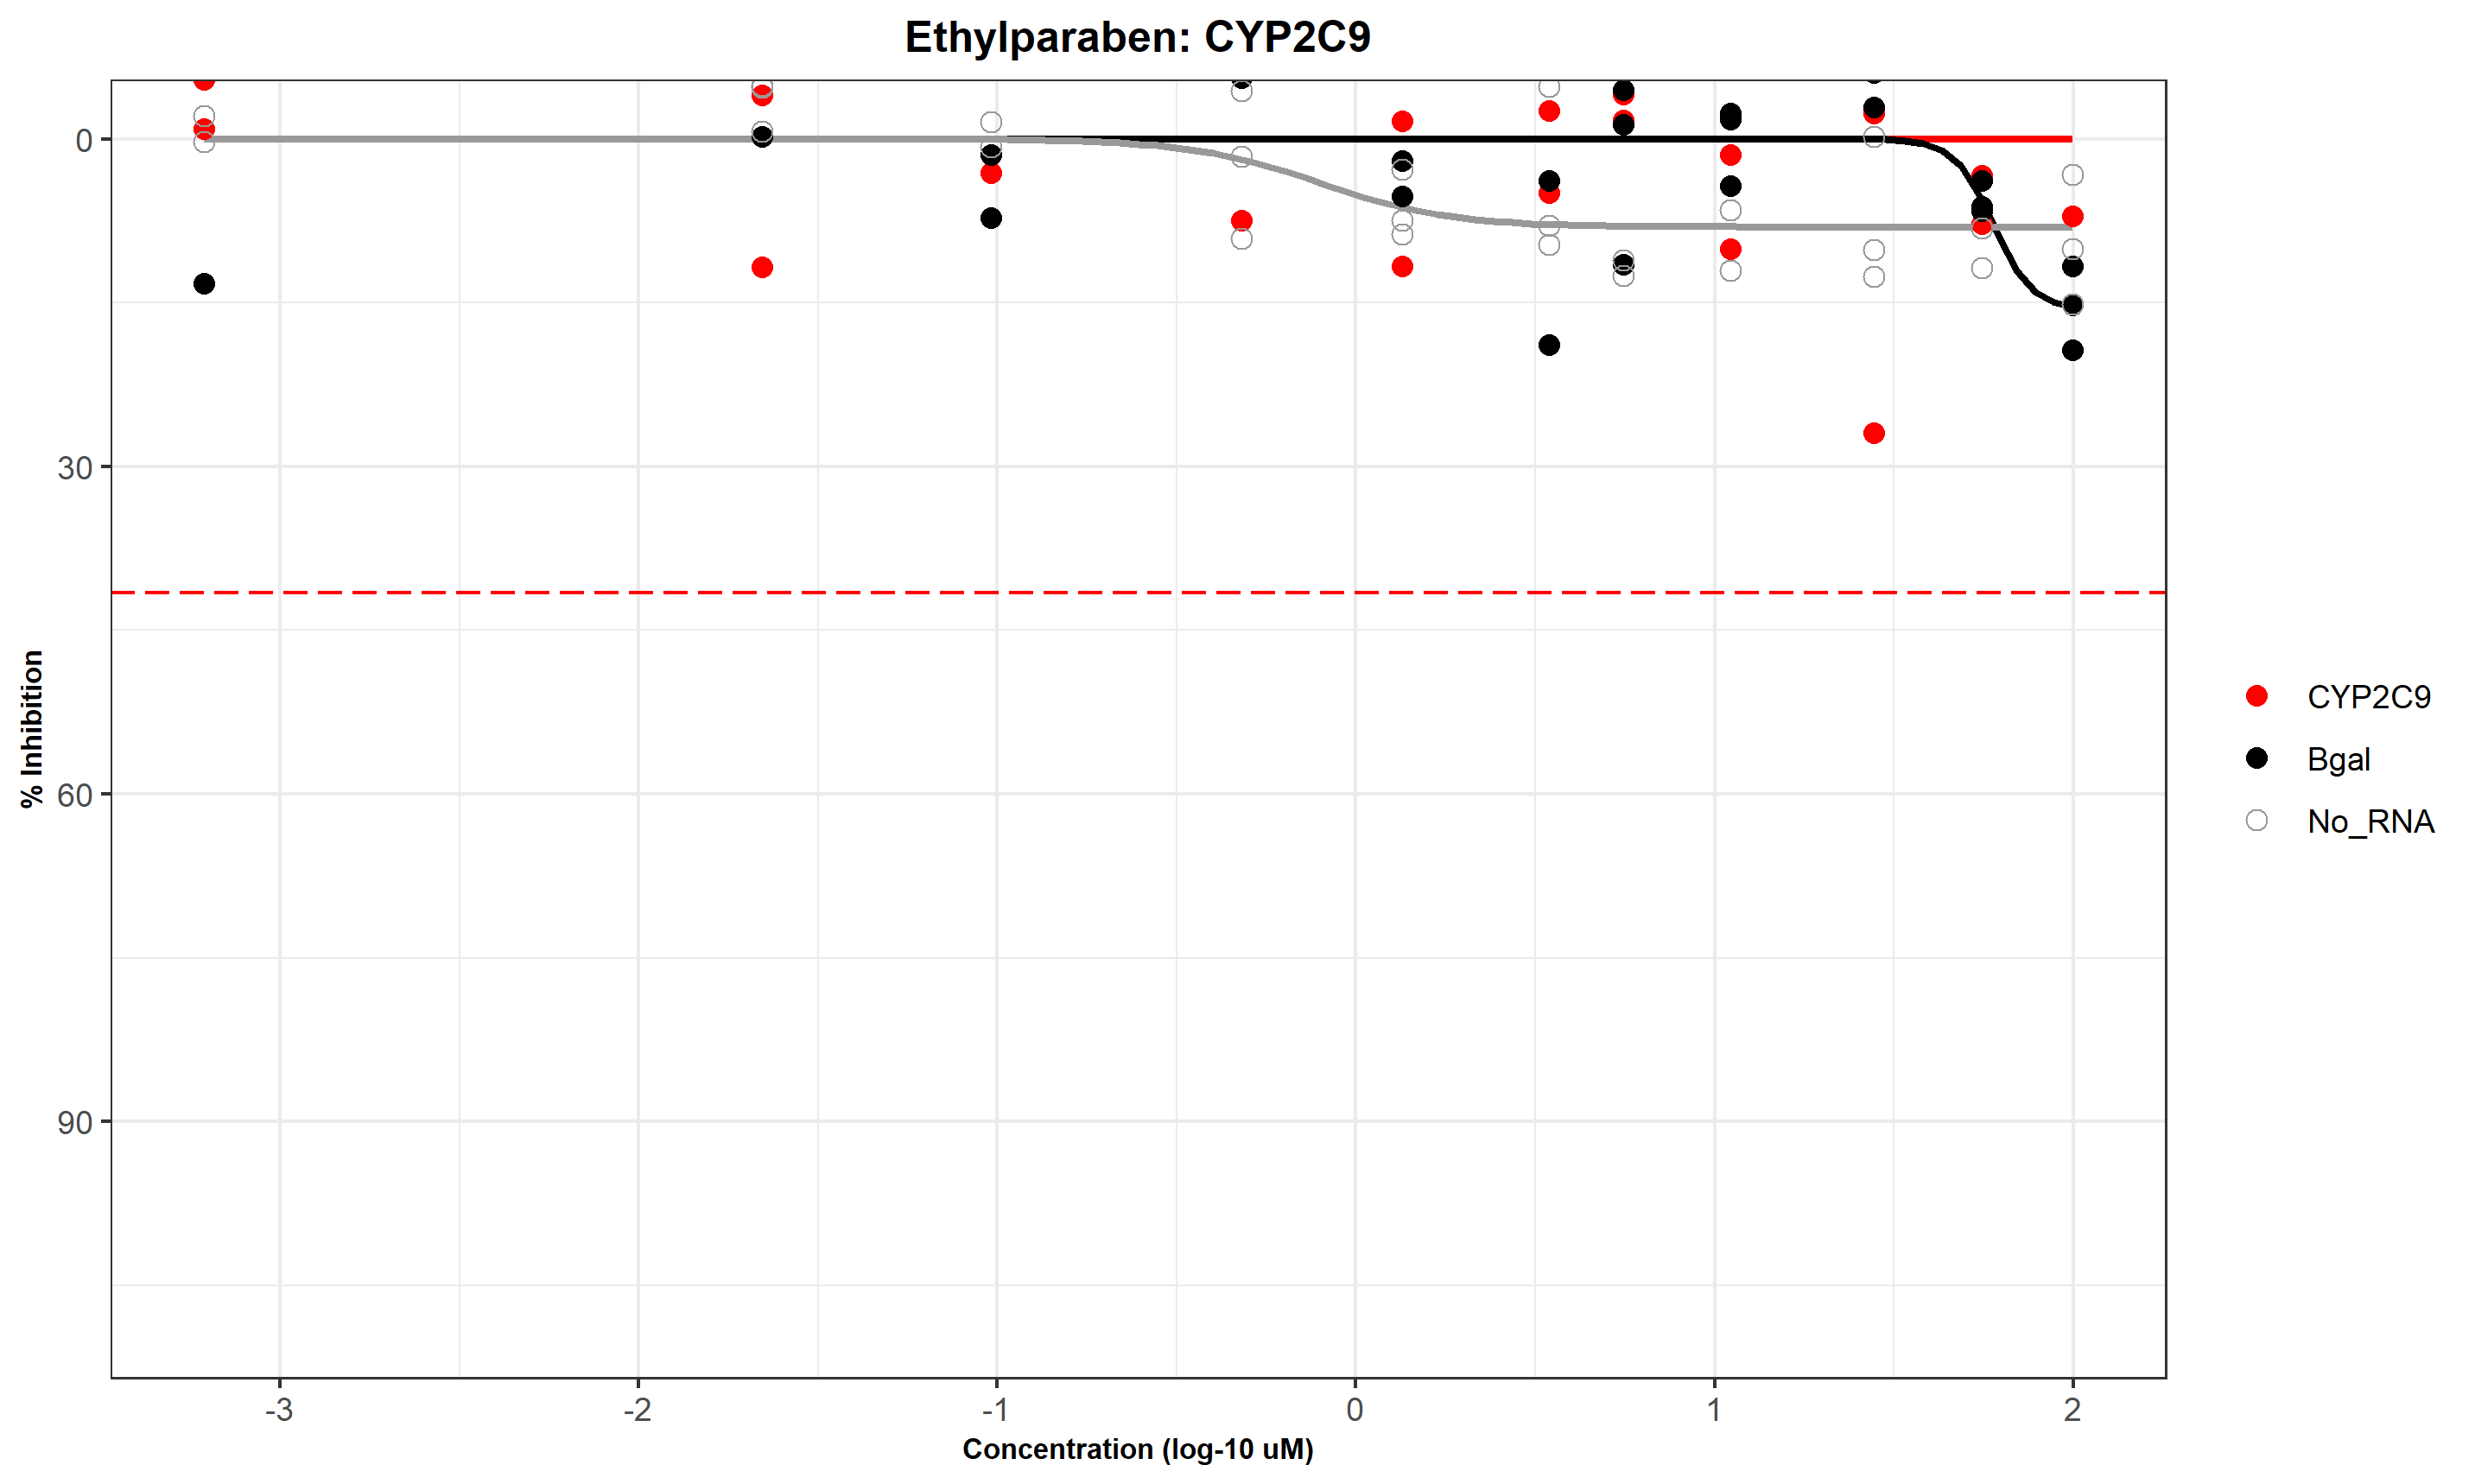 Ethylparaben: CYP2C9
% Inhibition
0
30
60
90
-3
-2
-1
0
1
2
Concentration (log-10 uM)
CYP2C9
Bgal
No_RNA